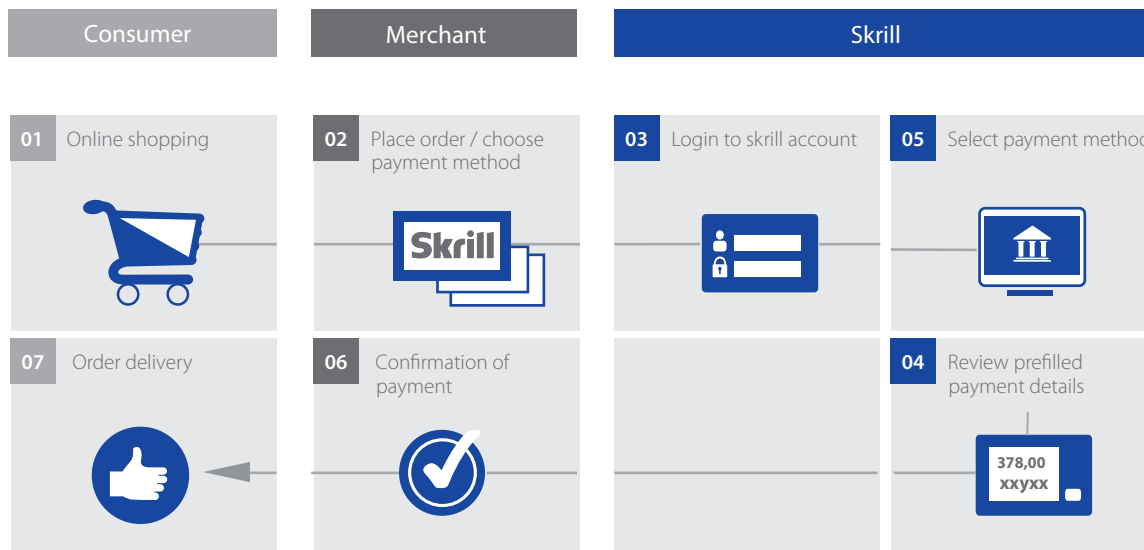 Consumer
Merchant
Skrill
01 Online shopping
02 Place order / choose
payment method
03 Login to skrill account
05 Select payment method
Skrill
07 Order delivery
06 Confirmation of
payment
04 Review prefilled
payment details
378,00
xxyxx